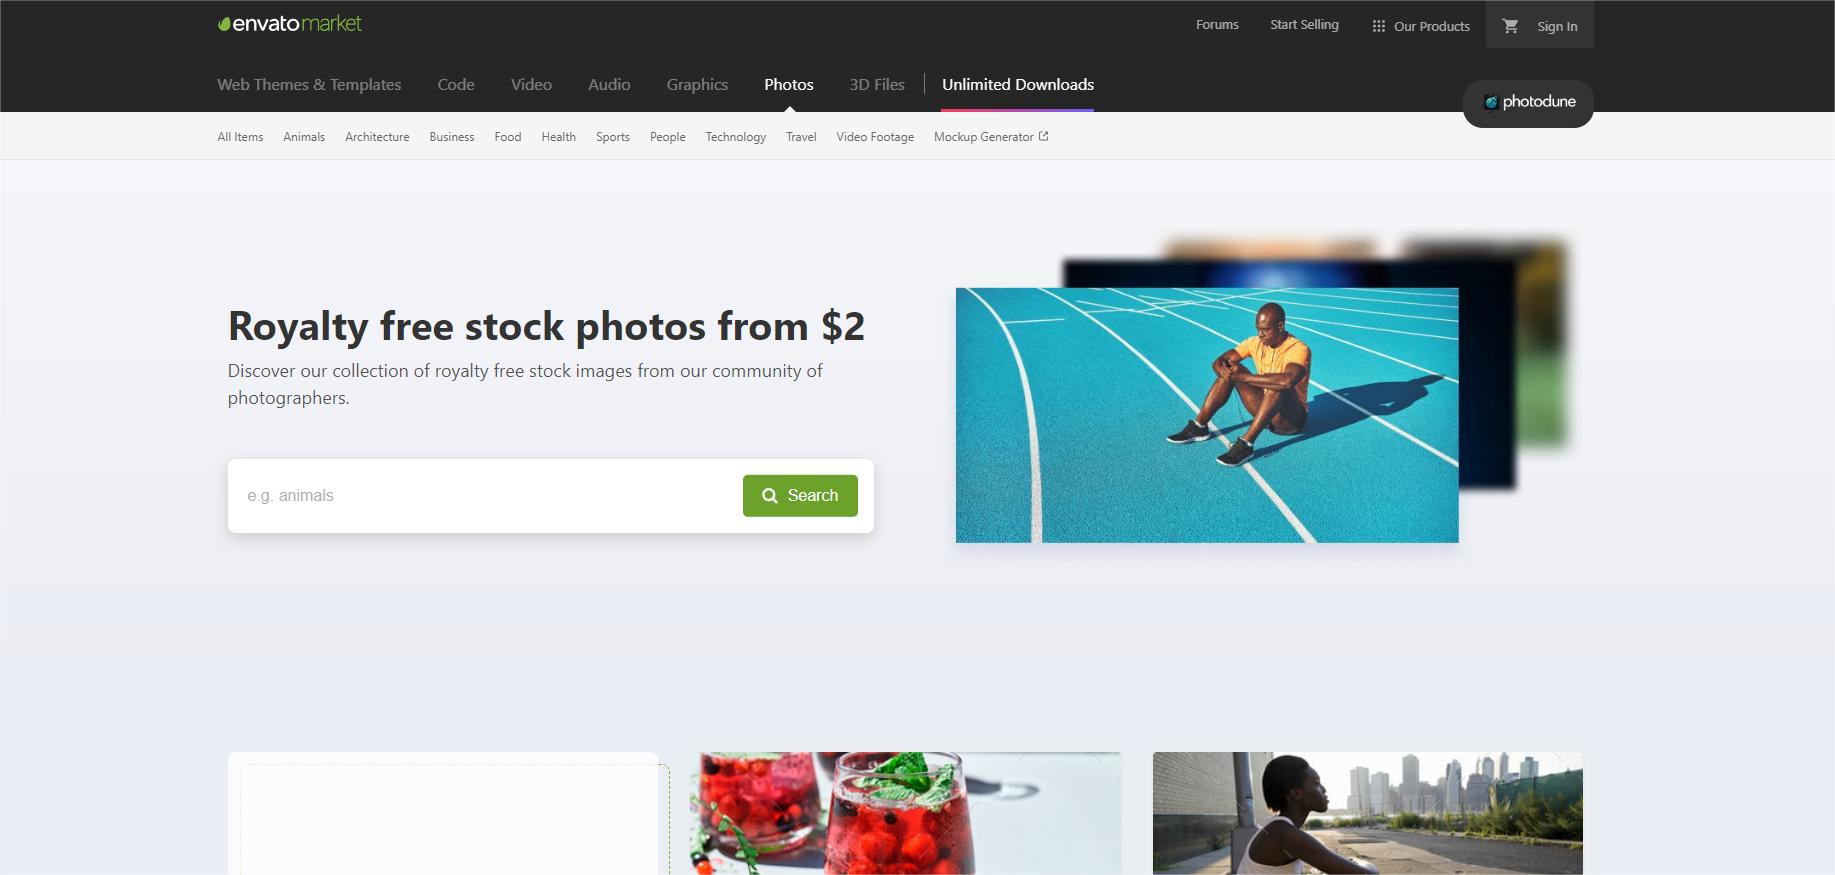 envatomarket
Forums
Start Selling
Our Products
Sign In
Web Themes & Templates
Code
Video
Audio
Graphics
Photos
3D Files
Unlimited Downloads
photodune
All Items
Animals
Architecture
Business
Food
Health
Sports
People
Technology
Travel
Video Footage
Mockup Generator
Royalty free stock photos from $2
Discover our collection of royalty free stock images from our community of
photographers.
e.g. animals
Search